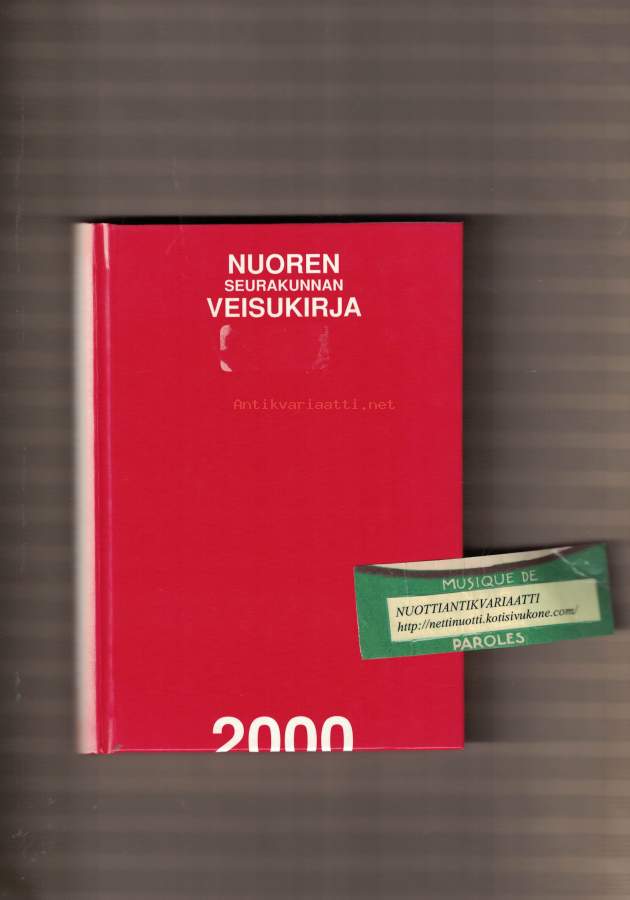 NUOREN
SEURAKUNNAN
VEISUKIRJA
Antikvariaatti.net
MUSIQUE DE
NUOTTIANTIKVARIAATTI
http://nettinuotti.kotisivukone.com/
PAROLES
2000